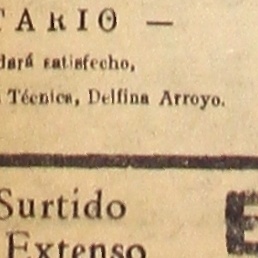 TARIO —
dará satisfecho,
Técnica, Delfina Arroyo.
Surtido
Extenso
E